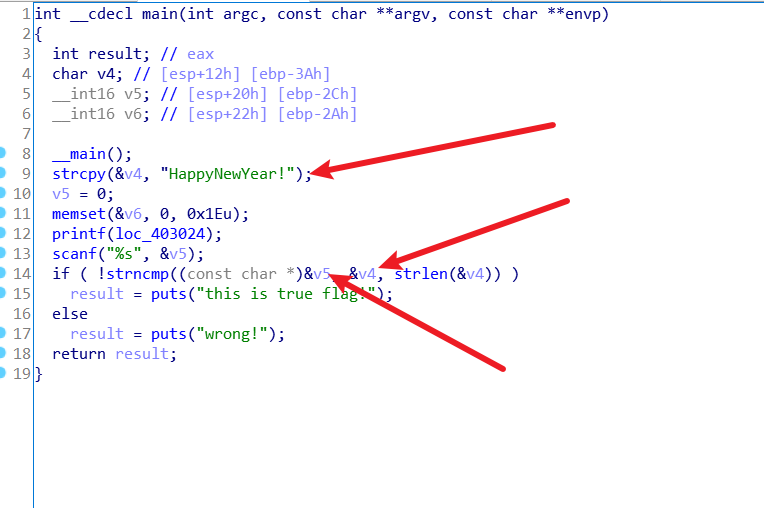 1 int __cdecl main(int argc, const char **argv, const char **envp)
2 {
3 int result; // eax
4 char v4; // [esp+12h] [ebp-3Ah]
5 __int16 v5; // [esp+20h] [ebp-2Ch]
6 __int16 v6; // [esp+22h] [ebp-2Ah]
7
8 __main();
9 strcpy(&v4, "HappyNewYear!");
10 v5 = 0;
11 memset(&v6, 0, 0x1Eu);
12 printf(loc_403024);
13 scanf("%s", &v5);
14 if ( !strncmp((const char *)&v5, &v4, strlen(&v4)) )
15 result = puts("this is true flag!");
16 else
17 result = puts("wrong!");
18 return result;
19 }